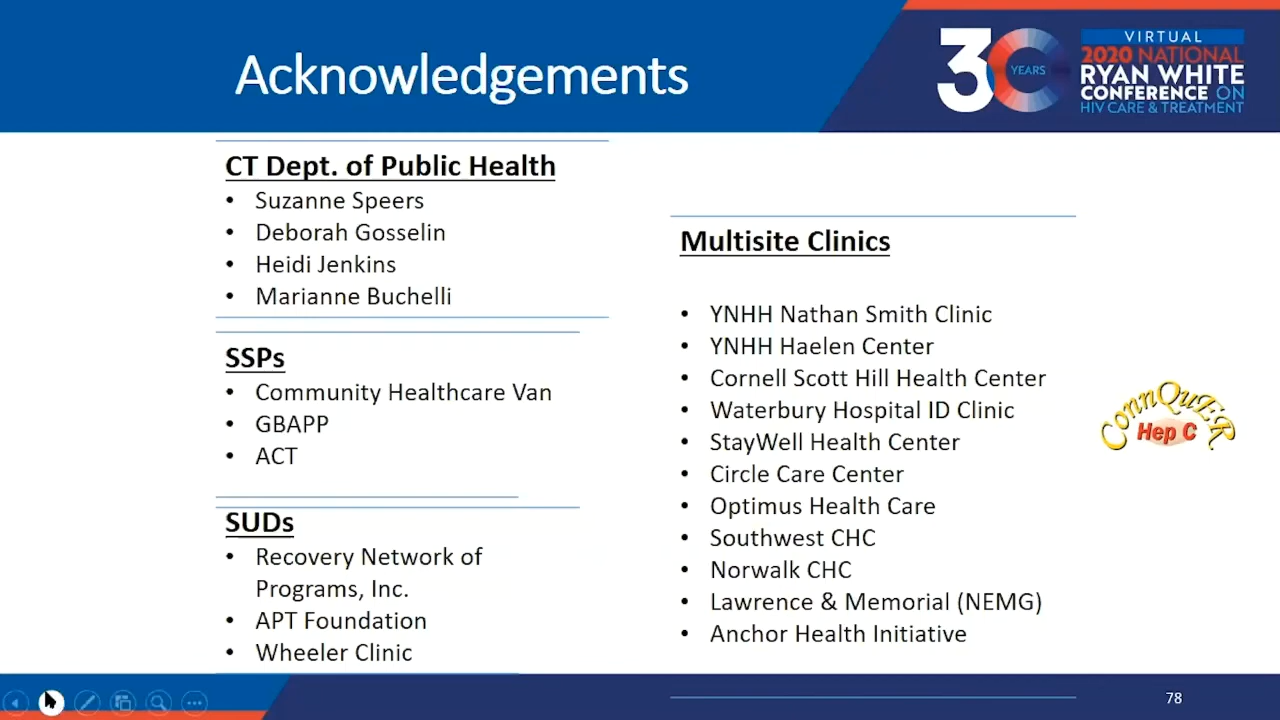 Acknowledgements
30
YEARS
VIRTUAL
2020 NATIONAL
RYAN WHITE
CONFERENCE ON
HIV CARE & TREATMENT
CT Dept. of Public Health
• Suzanne Speers
• Deborah Gosselin
• Heidi Jenkins
• Marianne Buchelli
SSPs
• Community Healthcare Van
• GBAPP
• ACT
SUDs
• Recovery Network of
Programs, Inc.
• APT Foundation
• Wheeler Clinic
Multisite Clinics
• YNHH Nathan Smith Clinic
• YNHH Haelen Center
• Cornell Scott Hill Health Center
• Waterbury Hospital ID Clinic
• StayWell Health Center
• Circle Care Center
• Optimus Health Care
• Southwest CHC
• Norwalk CHC
• Lawrence & Memorial (NEMG)
• Anchor Health Initiative
ConnQuER
Hep C
78